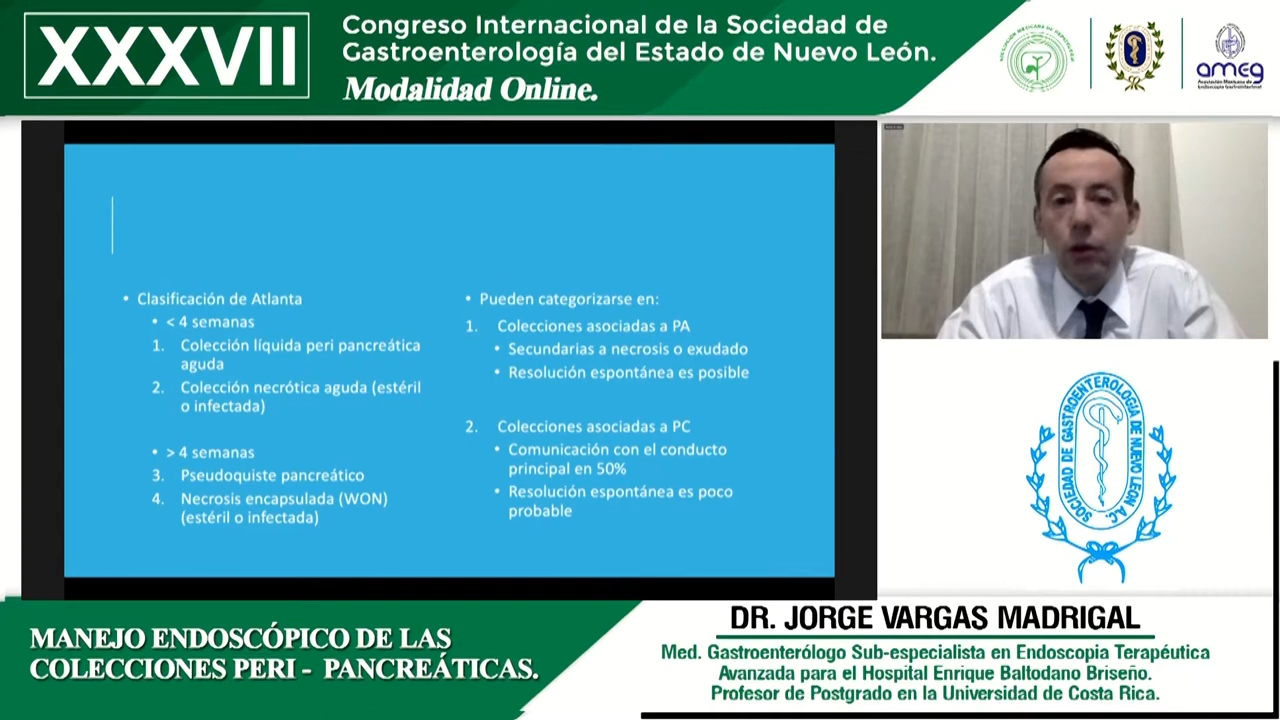 XXXVII
Congreso Internacional de la Sociedad de
Gastroenterología del Estado de Nuevo León.
Modalidad Online.
ameg
Asociación Mexicana de
Endoscopía Gastrointestinal
• Clasificación de Atlanta
• < 4 semanas
1. Colección líquida peri pancreática
aguda
2. Colección necrótica aguda (estéril
o infectada)
• > 4 semanas
3. Pseudoquiste pancreático
4. Necrosis encapsulada (WON)
(estéril o infectada)
• Pueden categorizarse en:
1. Colecciones asociadas a PA
• Secundarias a necrosis o exudado
• Resolución espontánea es posible
2. Colecciones asociadas a PC
• Comunicación con el conducto
principal en 50%
• Resolución espontánea es poco
probable
SOCIEDAD DE GASTROENTEROLOGIA DE NUEVO LEON A.C.
MANEJO ENDOSCÓPICO DE LAS
COLECCIONES PERI - PANCREÁTICAS.
DR. JORGE VARGAS MADRIGAL
Med. Gastroenterólogo Sub-especialista en Endoscopia Terapéutica
Avanzada para el Hospital Enrique Baltodano Briseño.
Profesor de Postgrado en la Universidad de Costa Rica.